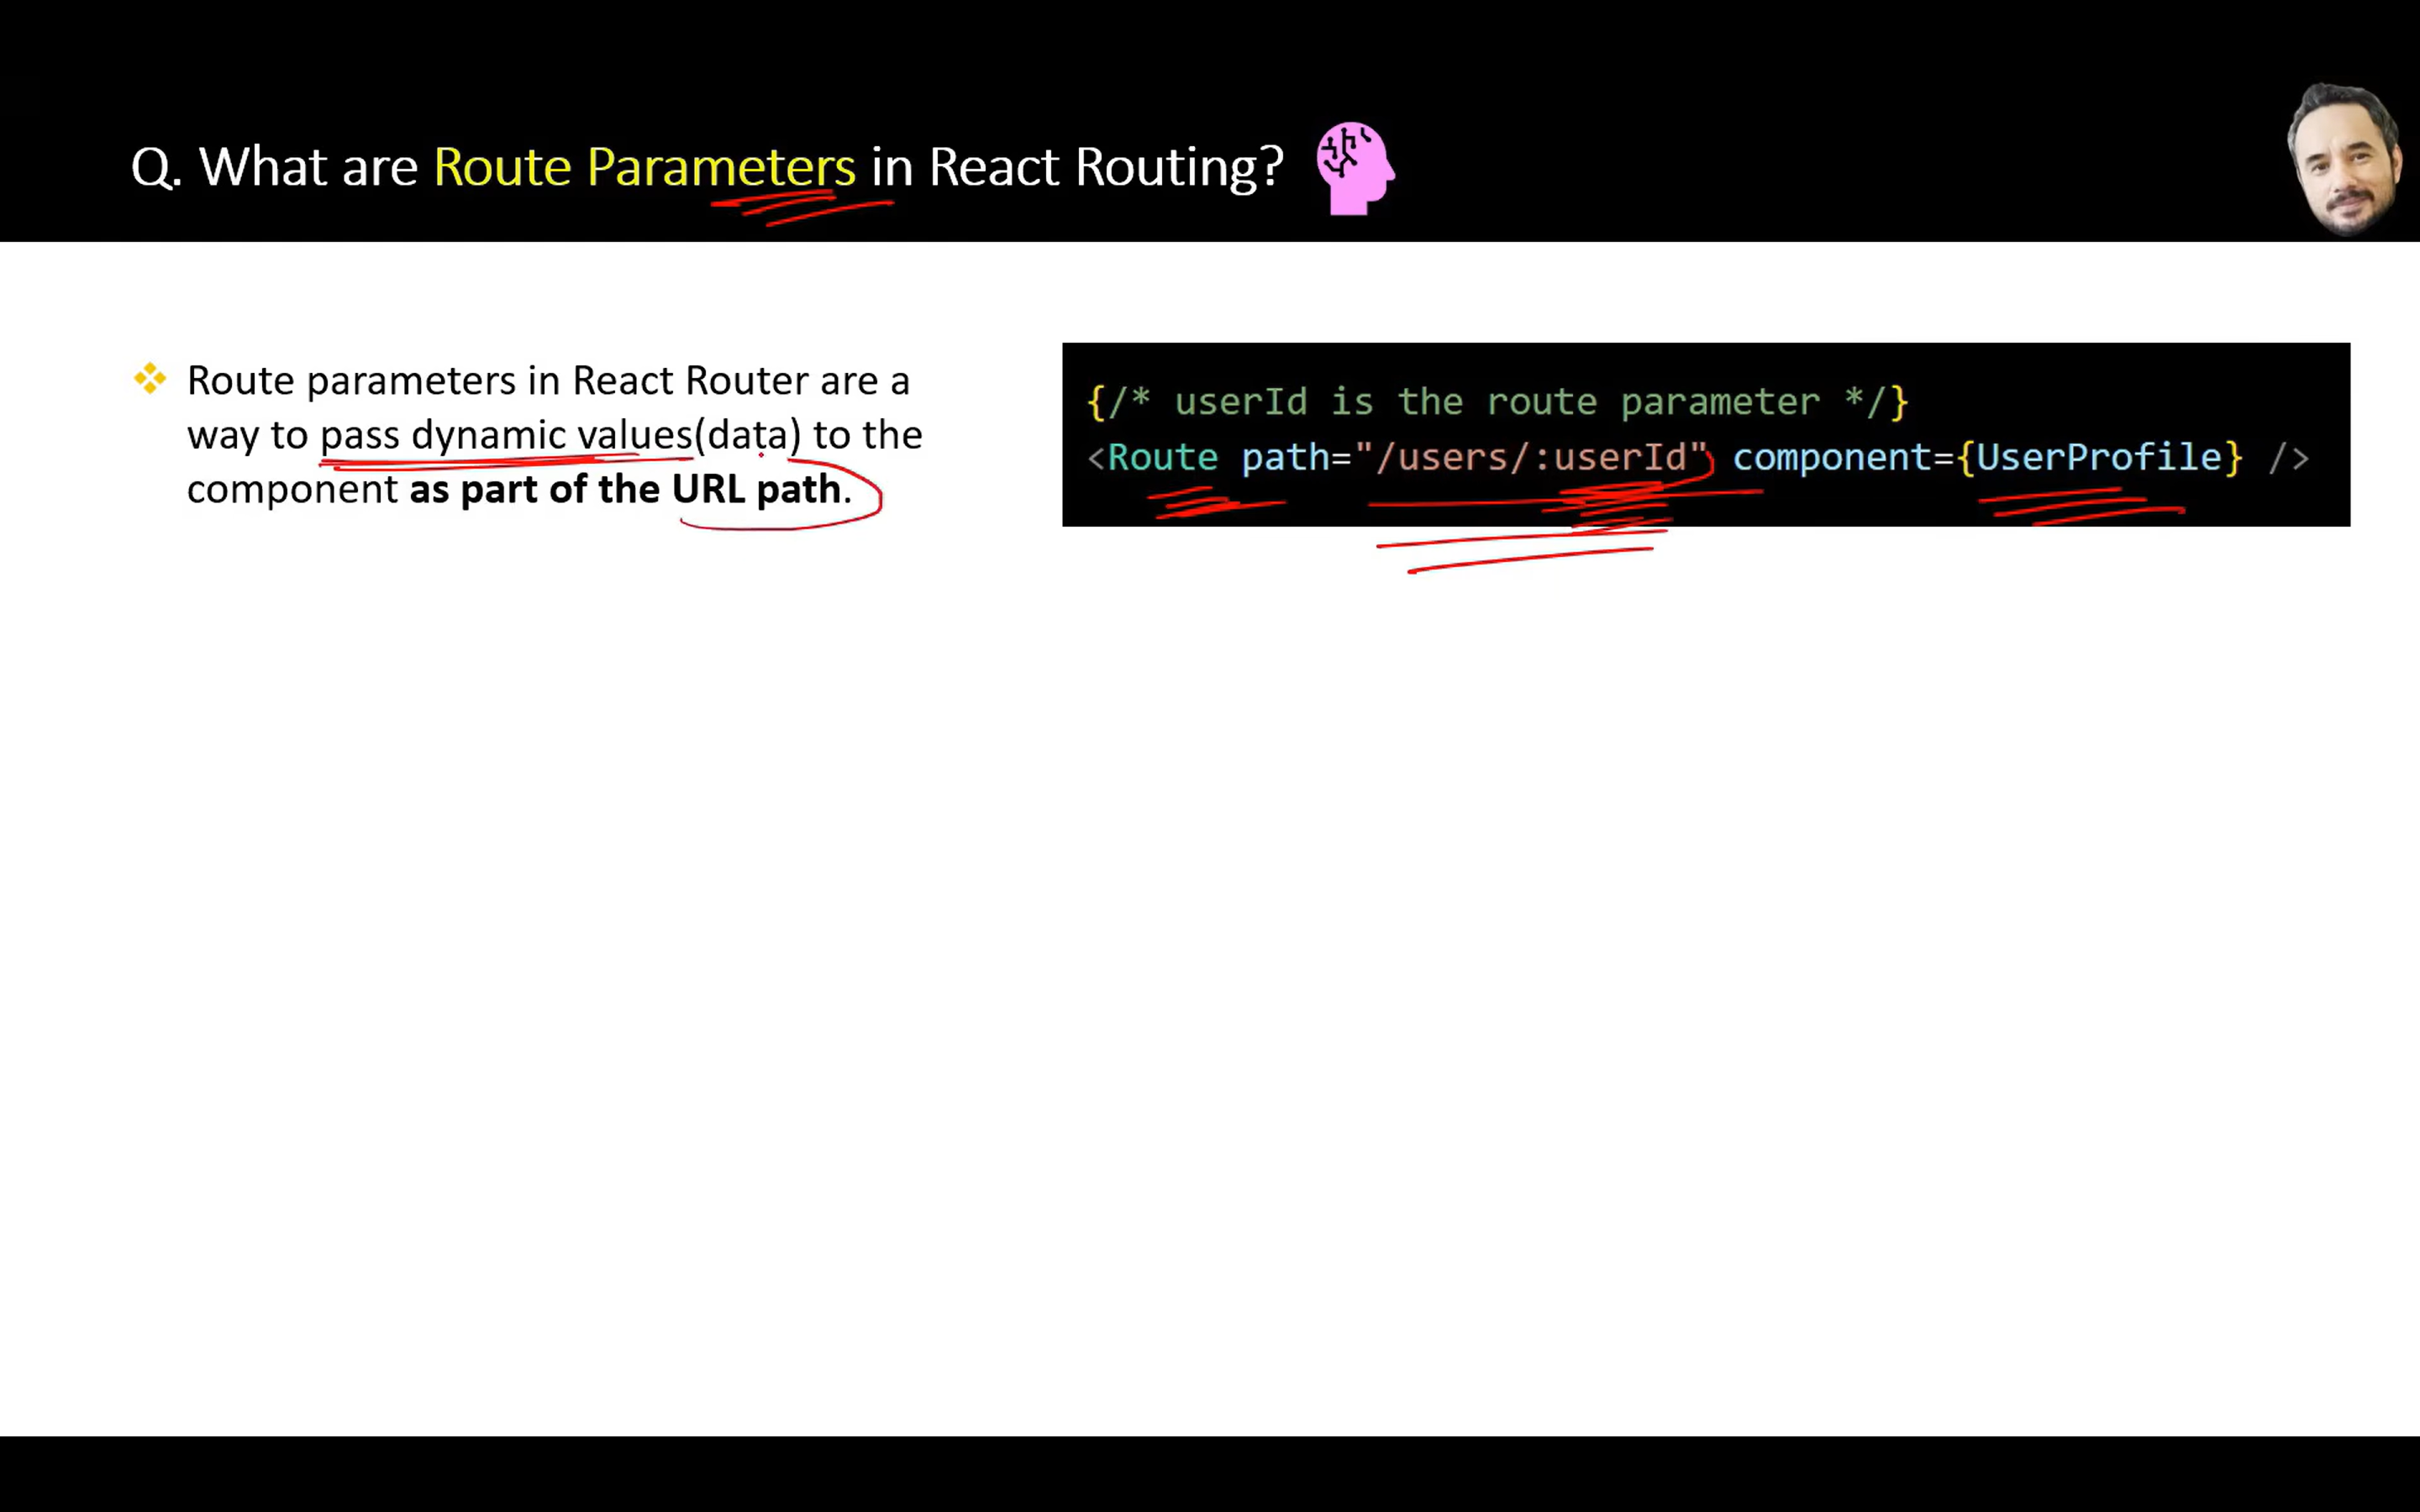 Q. What are Route Parameters in React Routing?
Route parameters in React Router are a
way to pass dynamic values(data) to the
component as part of the URL path.
{/* userId is the route parameter */}
<Route path="/users/:userId" component={UserProfile} />